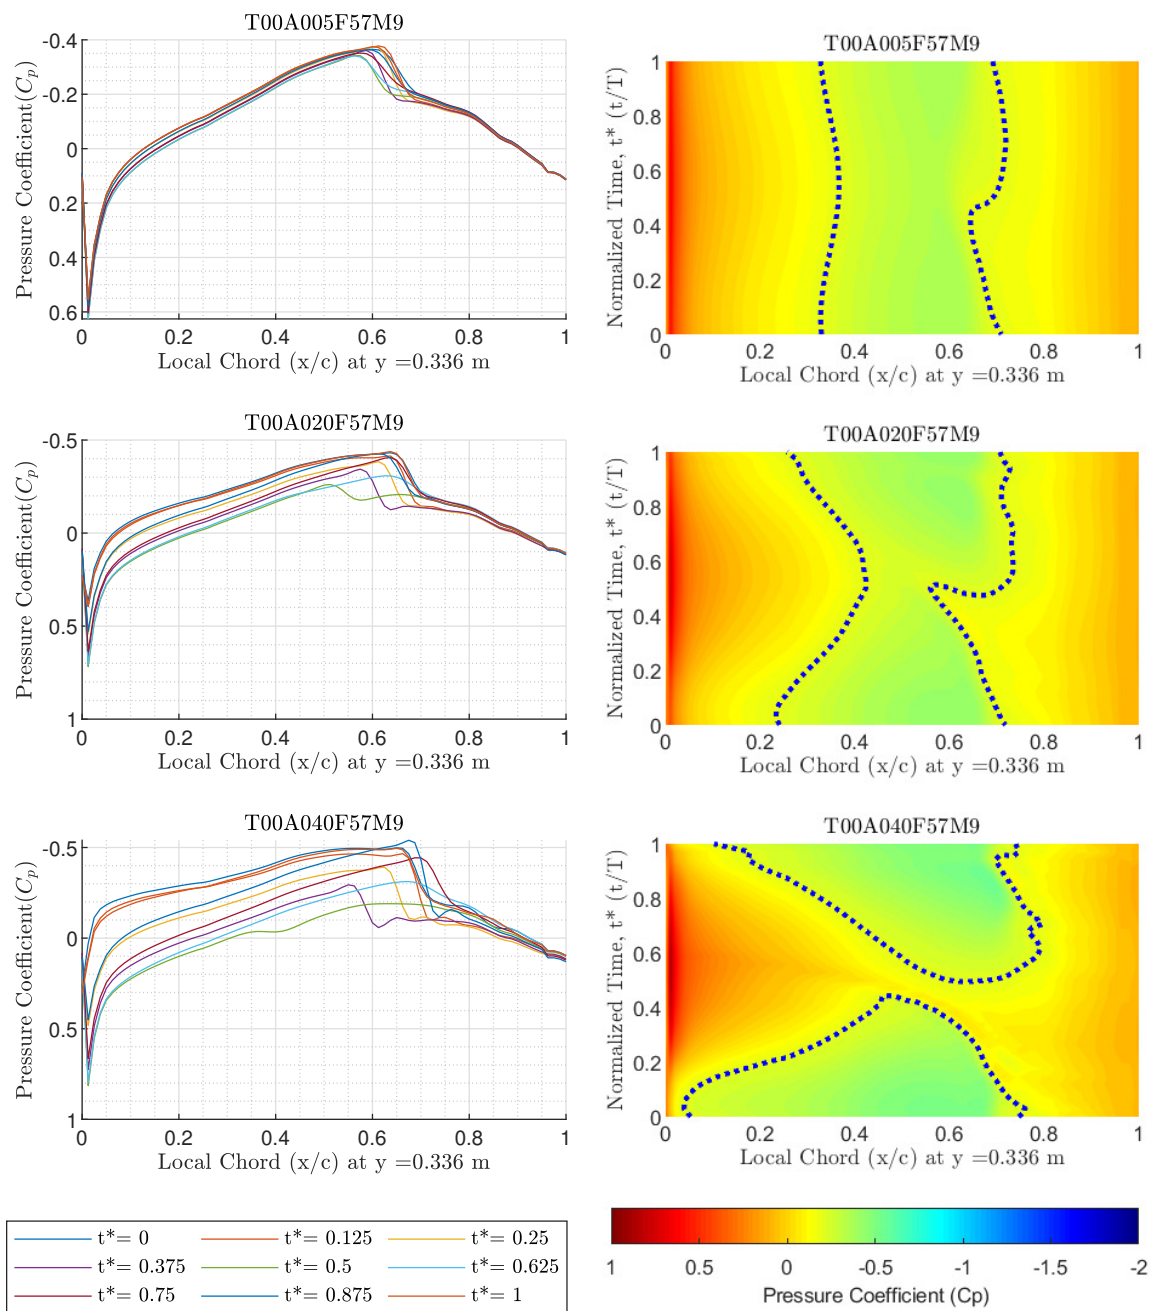 T00A005F57M9
-0.4
-0.2
0
0.2
0.4
0.6
Pressure Coefficient(Cp)
0 0.2 0.4 0.6 0.8 1
Local Chord (x/c) at y =0.336 m
T00A005F57M9
1
0.8
0.6
0.4
0.2
0
Normalized Time, t* (t/T)
0 0.2 0.4 0.6 0.8 1
Local Chord (x/c) at y =0.336 m
T00A020F57M9
-0.5
0
0.5
1
Pressure Coefficient(Cp)
0 0.2 0.4 0.6 0.8 1
Local Chord (x/c) at y =0.336 m
T00A020F57M9
1
0.8
0.6
0.4
0.2
0
Normalized Time, t* (t/T)
0 0.2 0.4 0.6 0.8 1
Local Chord (x/c) at y =0.336 m
T00A040F57M9
-0.5
0
0.5
1
Pressure Coefficient(Cp)
0 0.2 0.4 0.6 0.8 1
Local Chord (x/c) at y =0.336 m
T00A040F57M9
1
0.8
0.6
0.4
0.2
0
Normalized Time, t* (t/T)
0 0.2 0.4 0.6 0.8 1
Local Chord (x/c) at y =0.336 m
t*= 0 t*= 0.125 t*= 0.25
t*= 0.375 t*= 0.5 t*= 0.625
t*= 0.75 t*= 0.875 t*= 1
1 0.5 0 -0.5 -1 -1.5 -2
Pressure Coefficient (Cp)